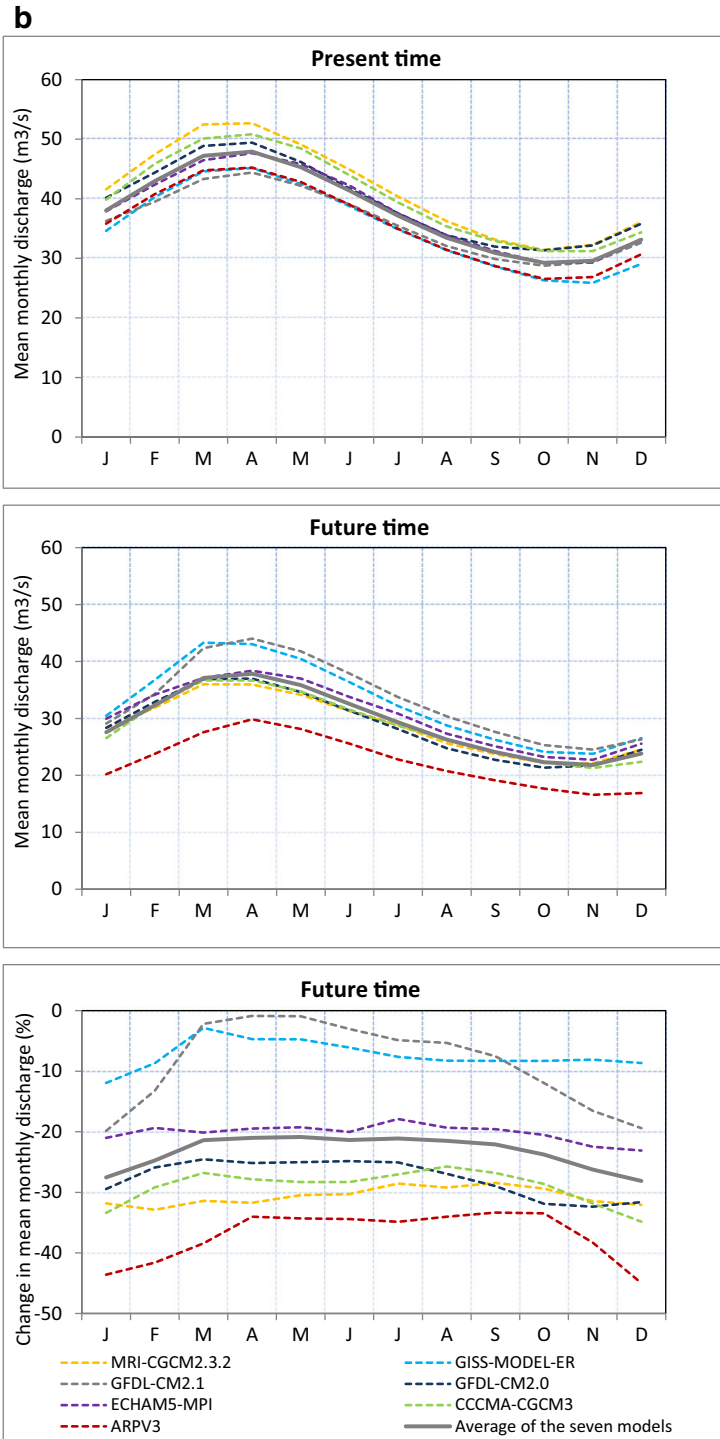 b
Present time
Mean monthly discharge (m3/s)
60
50
40
30
20
10
0
J F M A M J J A S O N D
Future time
Mean monthly discharge (m3/s)
60
50
40
30
20
10
0
J F M A M J J A S O N D
Future time
Change in mean monthly discharge (%)
0
-10
-20
-30
-40
-50
J F M A M J J A S O N D
MRI-CGCM2.3.2 GISS-MODEL-ER
GFDL-CM2.1 GFDL-CM2.0
ECHAM5-MPI CCCMA-CGCM3
ARPV3 Average of the seven models